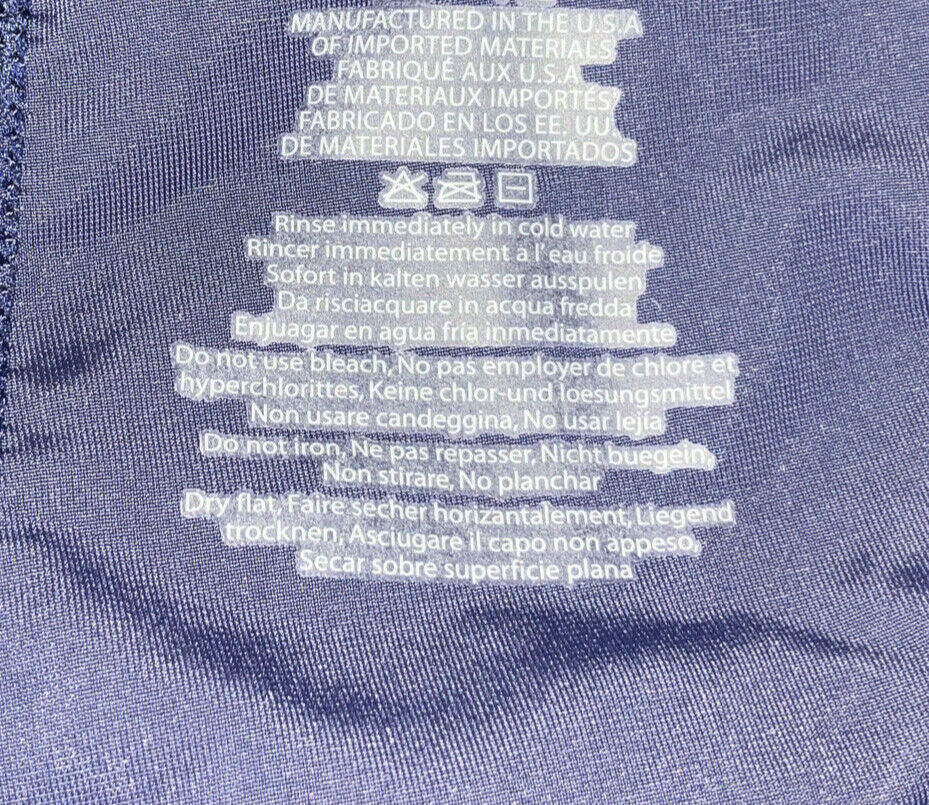 MANUFACTURED IN THE U.S.A
OF IMPORTED MATERIALS
FABRIQUÉ AUX U.S.A
DE MATERIAUX IMPORTÉS
FABRICADO EN LOS EE. UU.
DE MATERIALES IMPORTADOS
Rinse immediately in cold water
Rincer immediatement à l'eau froide
Sofort in kalten wasser ausspulen
Da risciacquare in acqua fredda
Enjuagar en agua fría inmediatamente
Do not use bleach, No pas employer de chlore et
hyperchlorittes, Keine chlor-und loesungsmittel
Non usare candeggina, No usar lejia
Do not iron, Ne pas repasser, Nicht buegein,
Non stirare, No planchar
Dry flat, Faire secher horizantalement, Liegend
trocknen, Asciugare il capo non appeso,
Secar sobre superficie plana